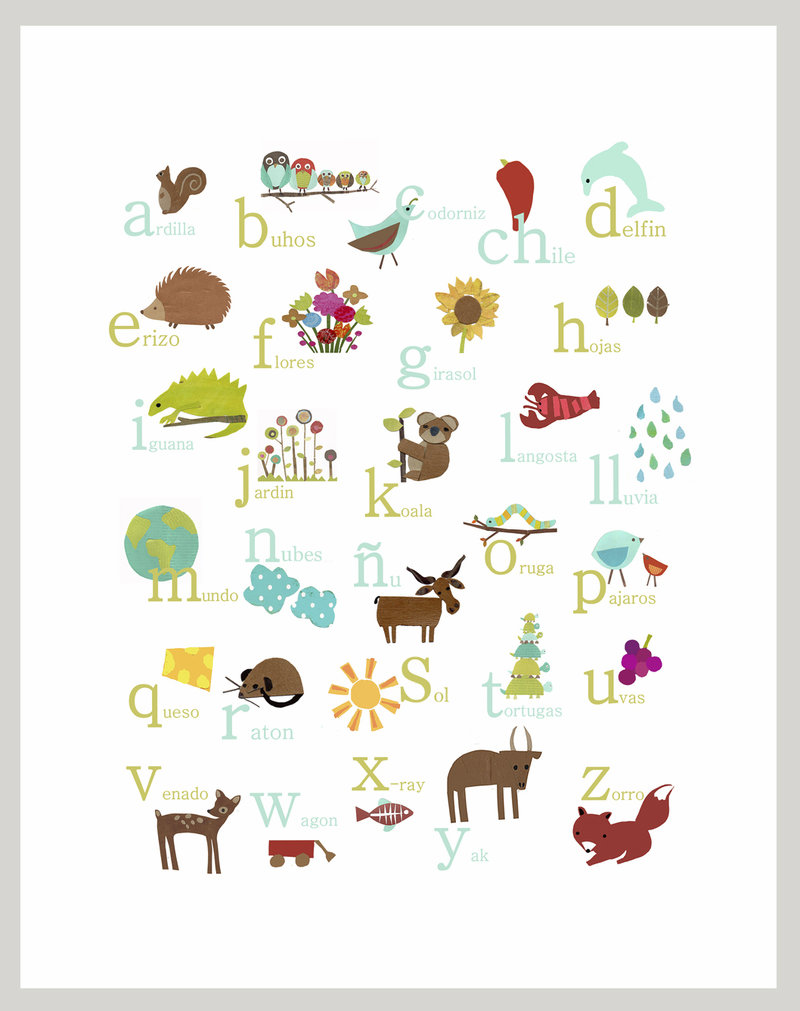 ardilla
buhos
codorniz
chile
delfin
erizo
flores
girasol
hojas
iguana
jardin
koala
langosta
lluvia
mundo
nubes
ñu
oruga
pajaros
queso
raton
Sol
tortugas
uvas
venado
wagon
x-ray
yak
zorro